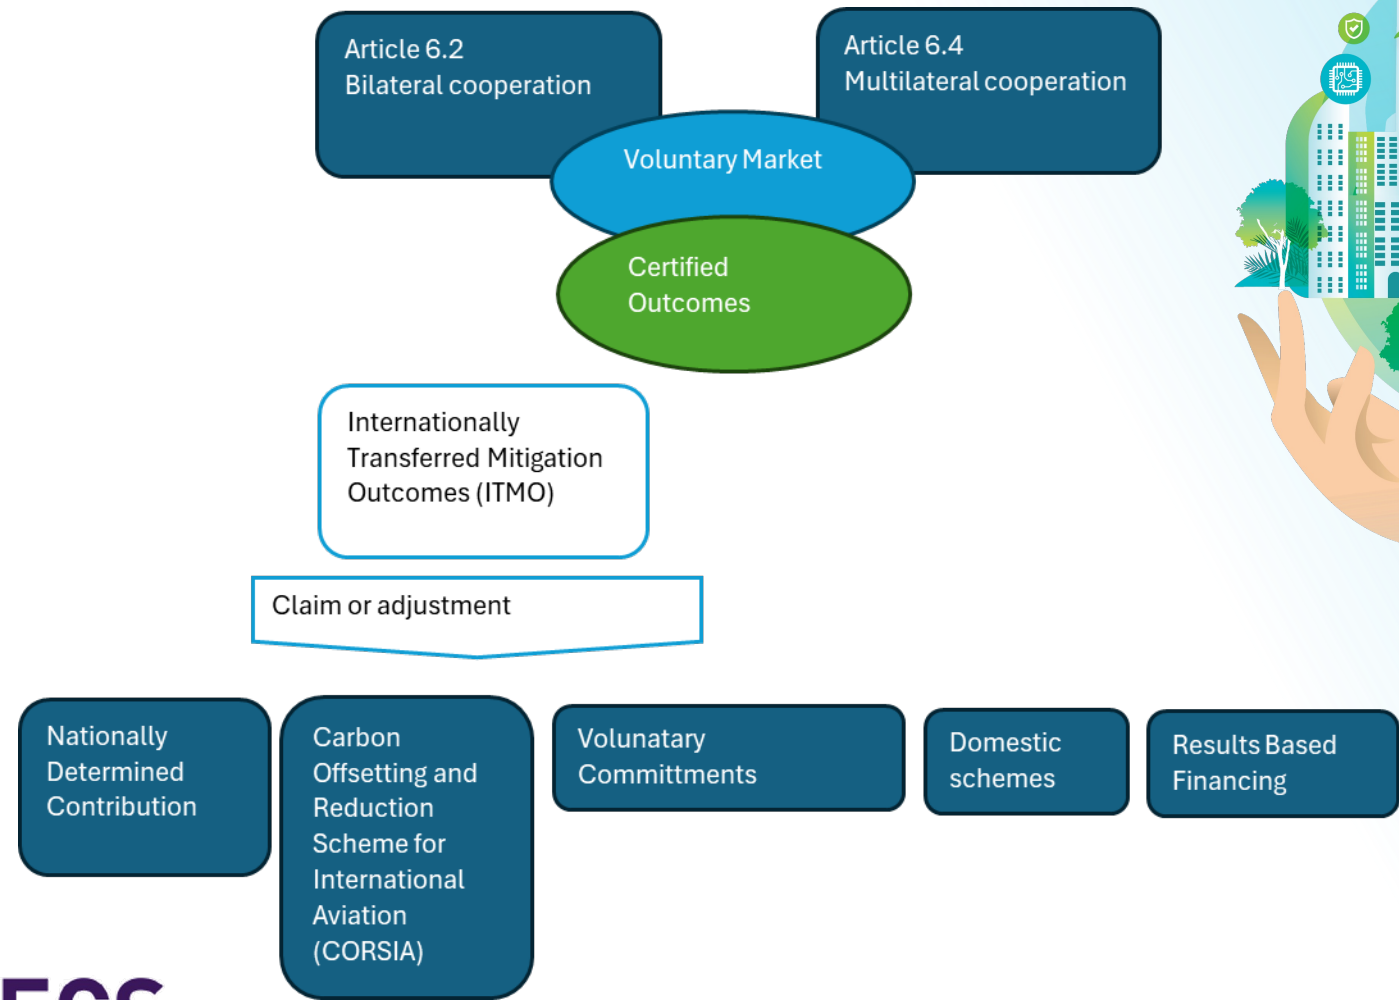 Article 6.2
Bilateral cooperation
Article 6.4
Multilateral cooperation
Voluntary Market
Certified
Outcomes
Internationally
Transferred Mitigation
Outcomes (ITMO)
Claim or adjustment
Nationally
Determined
Contribution
Carbon
Offsetting and
Reduction
Scheme for
International
Aviation
(CORSIA)
Volunatary
Committments
Domestic
schemes
Results Based
Financing